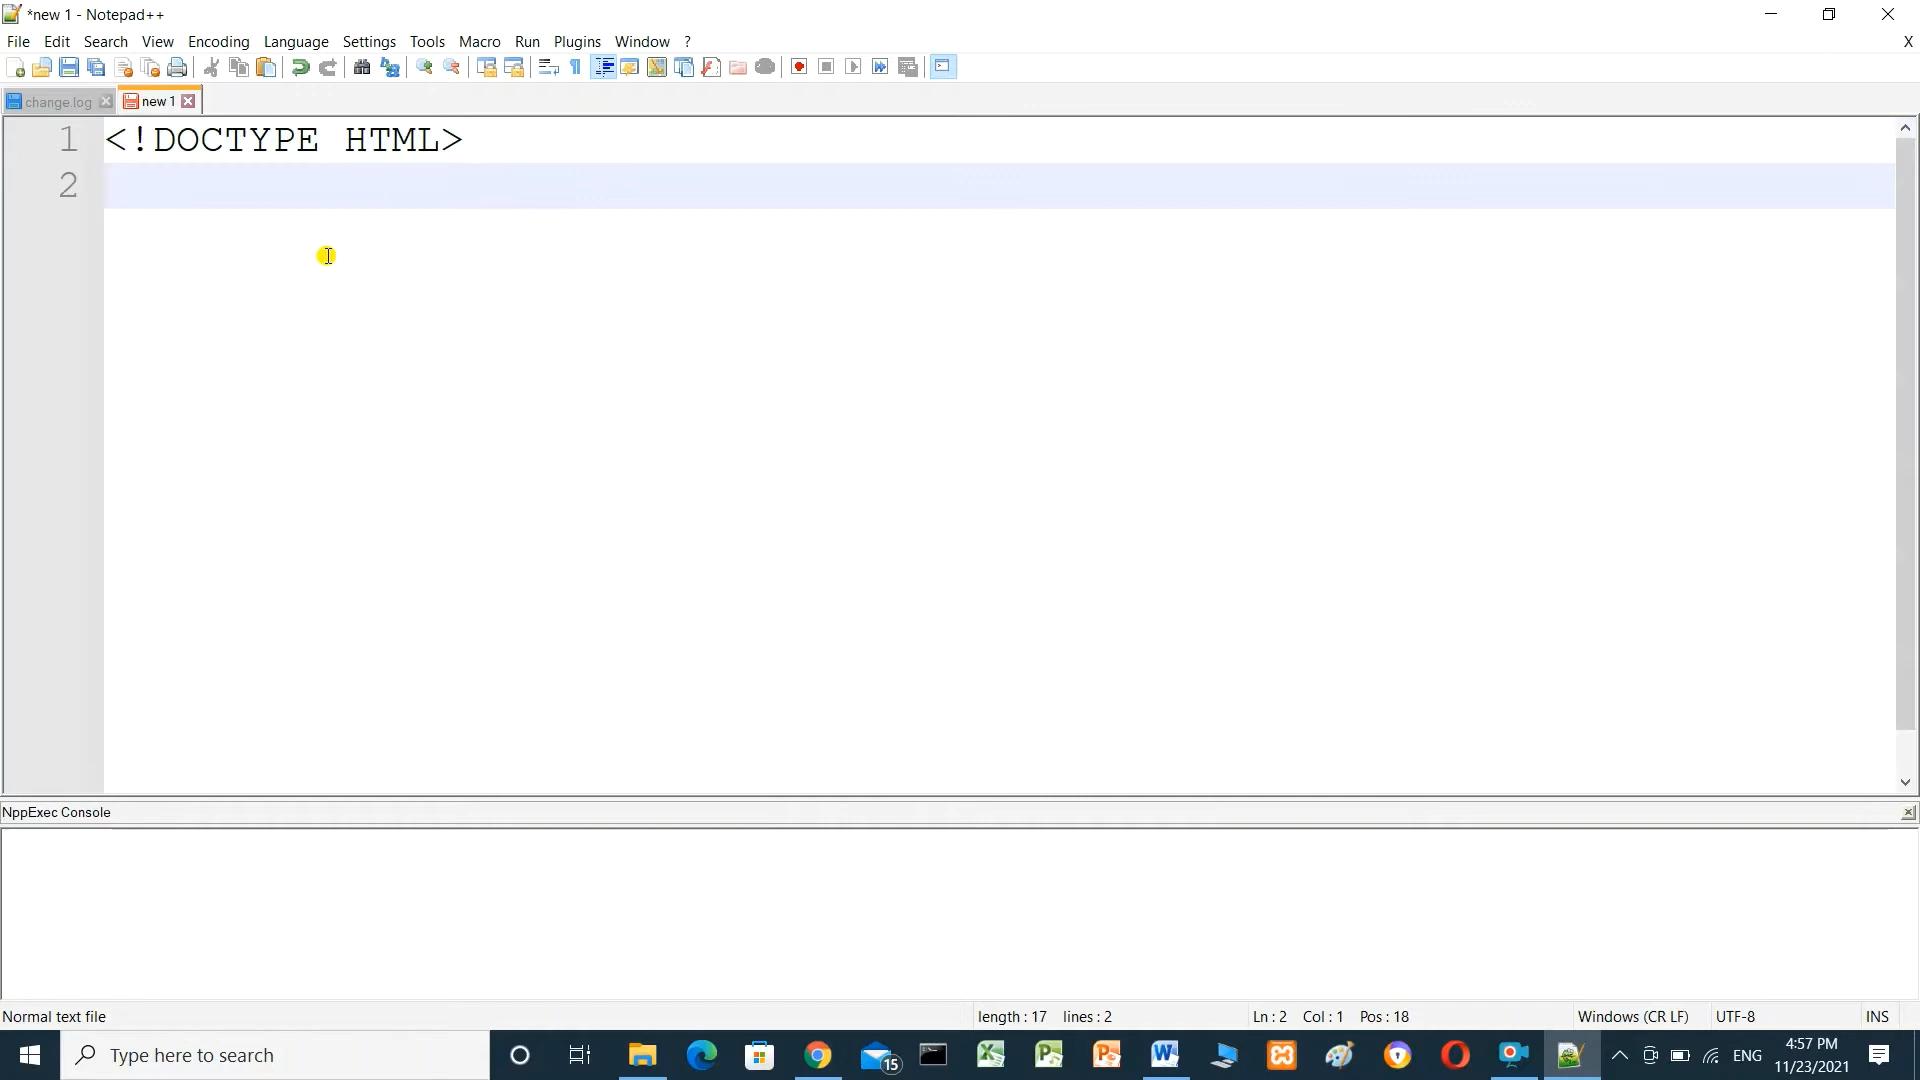 *new 1 - Notepad++
File Edit Search View Encoding Language Settings Tools Macro Run Plugins Window ? X
change.log new 1
1 <!DOCTYPE HTML>
2
NppExec Console
Normal text file length : 17 lines : 2 Ln : 2 Col : 1 Pos : 18 Windows (CR LF) UTF-8 INS
Type here to search 15 ENG 4:57 PM
11/23/2021